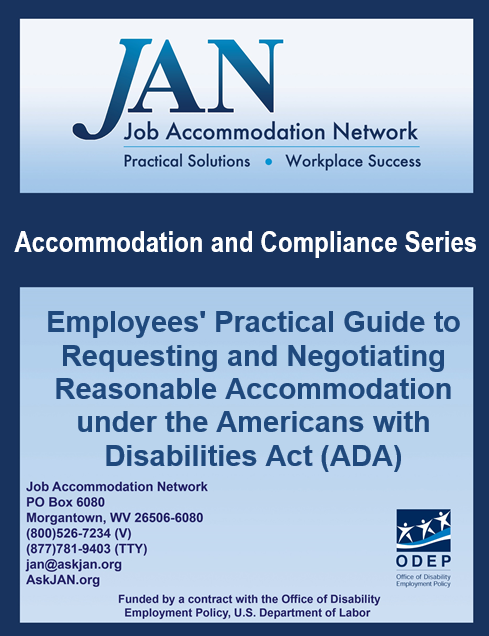 JAN
Job Accommodation Network
Practical Solutions • Workplace Success
Accommodation and Compliance Series
Employees' Practical Guide to
Requesting and Negotiating
Reasonable Accommodation
under the Americans with
Disabilities Act (ADA)
Job Accommodation Network
PO Box 6080
Morgantown, WV 26506-6080
(800)526-7234 (V)
(877)781-9403 (TTY)
jan@askjan.org
AskJAN.org
ODEP
Office of Disability
Employment Policy
Funded by a contract with the Office of Disability
Employment Policy, U.S. Department of Labor